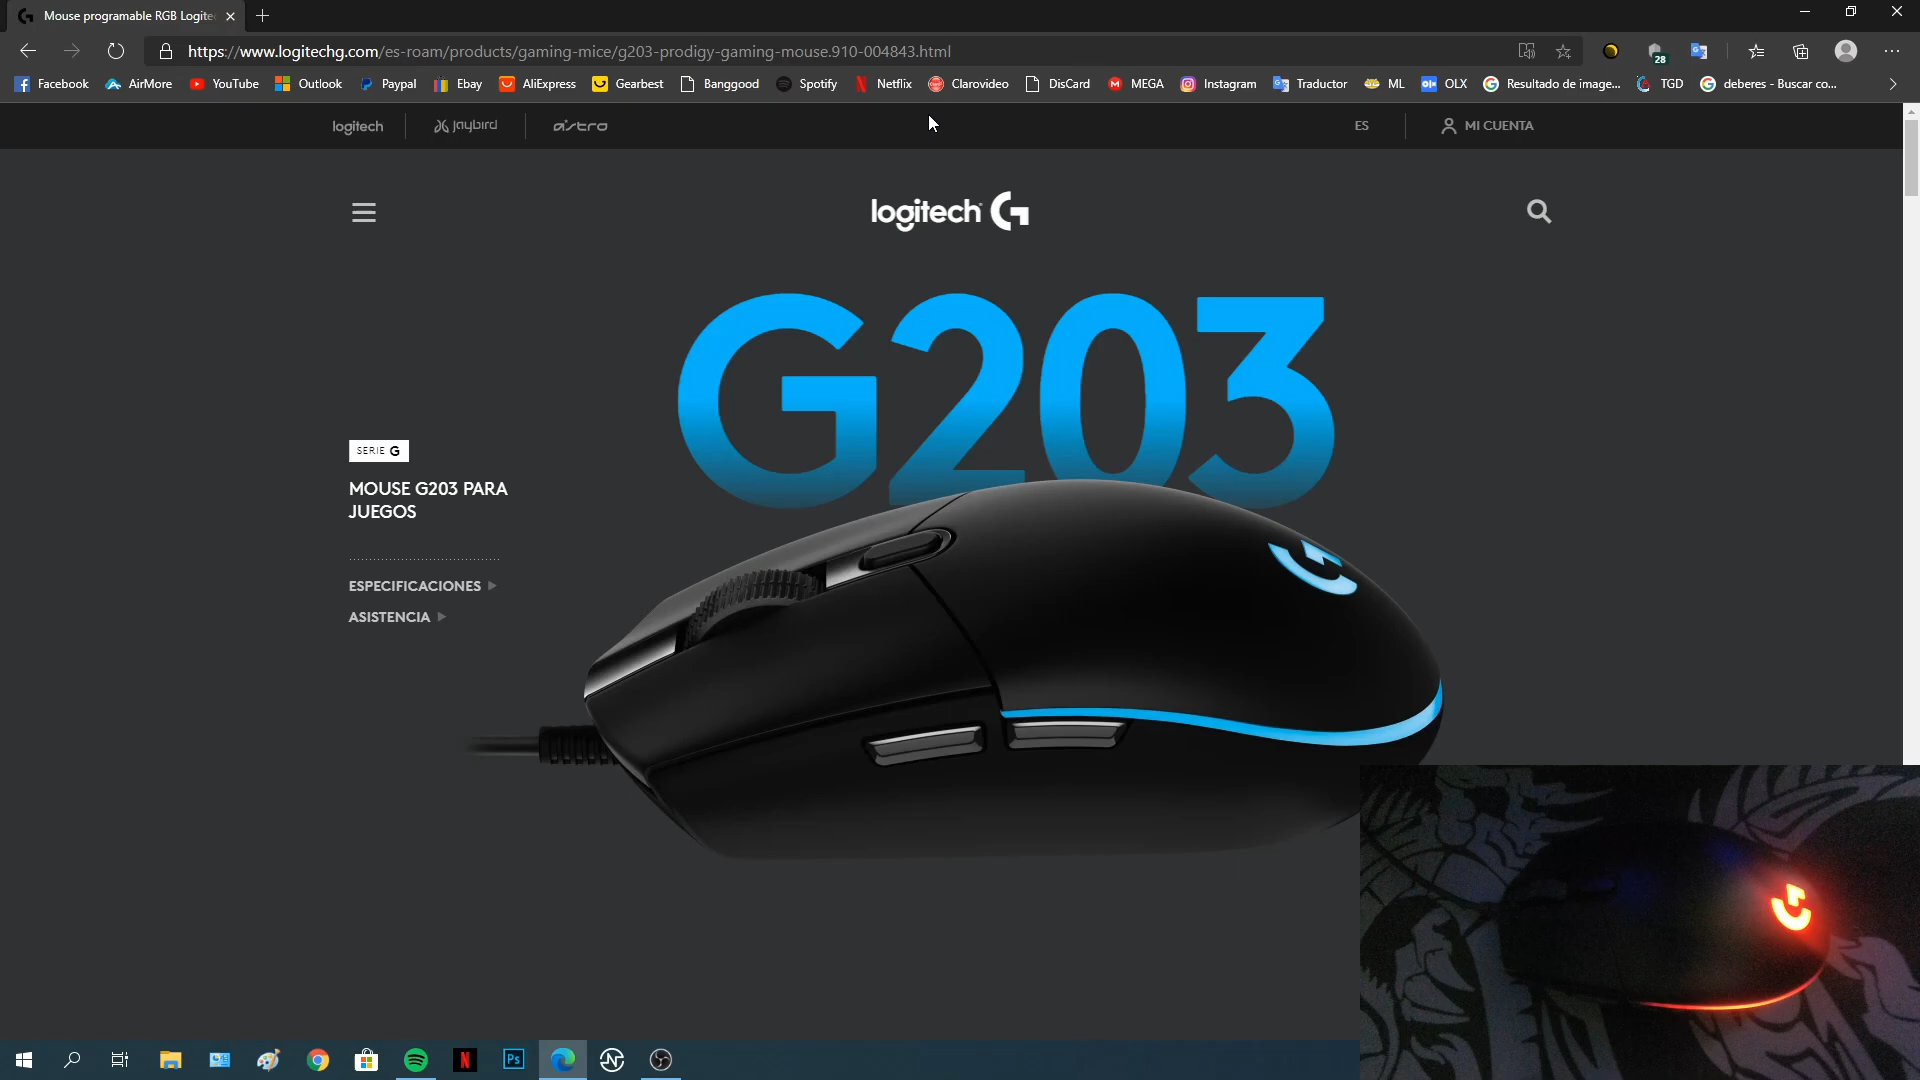 Mouse programable RGB Logite
https://www.logitechg.com/es-roam/products/gaming-mice/g203-prodigy-gaming-mouse.910-004843.html
28
Facebook AirMore YouTube Outlook Paypal Ebay AliExpress Gearbest Banggood Spotify Netflix Clarovideo DisCard MEGA Instagram Traductor ML OLX Resultado de image... TGD deberes - Buscar co...
logitech jaybird astro ES MI CUENTA
logitech G
G203
SERIE G
MOUSE G203 PARA
JUEGOS
ESPECIFICACIONES
ASISTENCIA